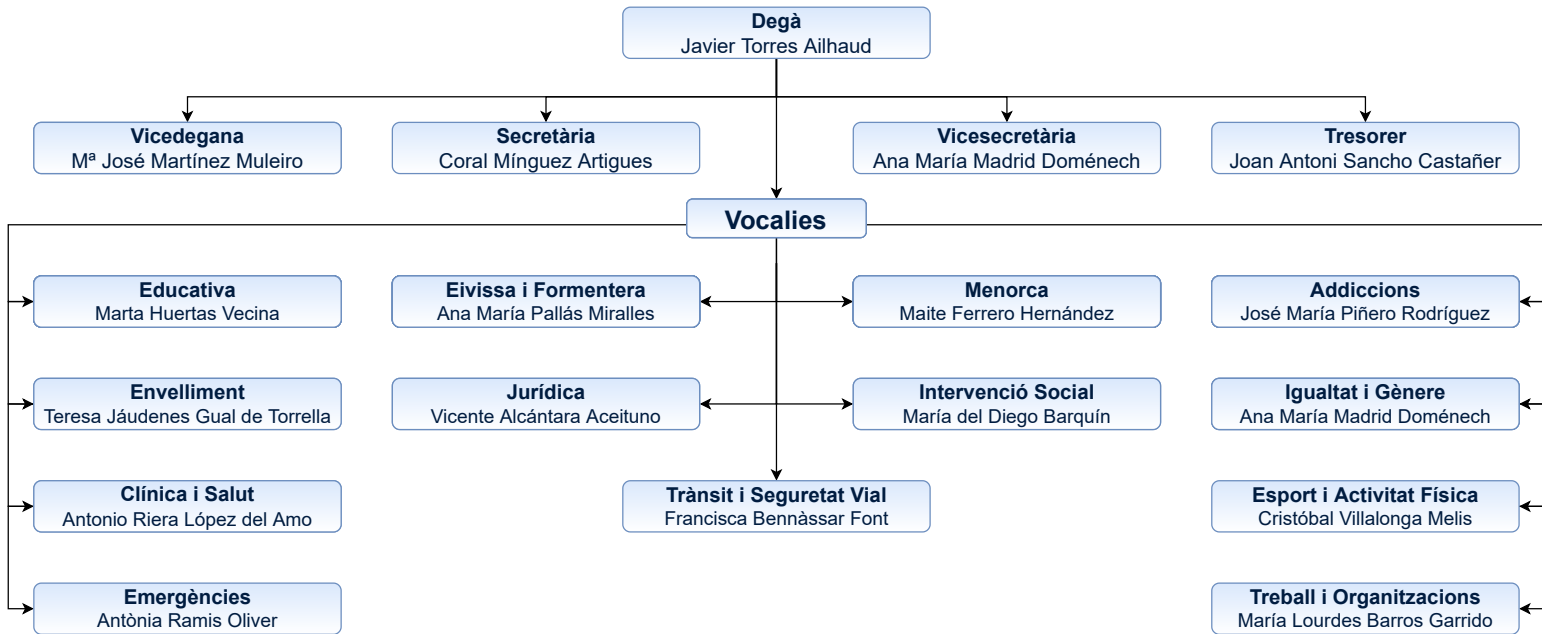 Degà
Javier Torres Ailhaud
Vicedegana
Mª José Martínez Muleiro
Secretària
Coral Mínguez Artigues
Vicesecretària
Ana María Madrid Doménech
Tresorer
Joan Antoni Sancho Castañer
Vocalies
Educativa
Marta Huertas Vecina
Eivissa i Formentera
Ana María Pallás Miralles
Menorca
Maite Ferrero Hernández
Addiccions
José María Piñero Rodríguez
Envelliment
Teresa Jáudenes Gual de Torrella
Jurídica
Vicente Alcántara Aceituno
Intervenció Social
María del Diego Barquín
Igualtat i Gènere
Ana María Madrid Doménech
Clínica i Salut
Antonio Riera López del Amo
Trànsit i Seguretat Vial
Francisca Bennàssar Font
Esport i Activitat Física
Cristóbal Villalonga Melis
Emergències
Antònia Ramis Oliver
Treball i Organitzacions
María Lourdes Barros Garrido